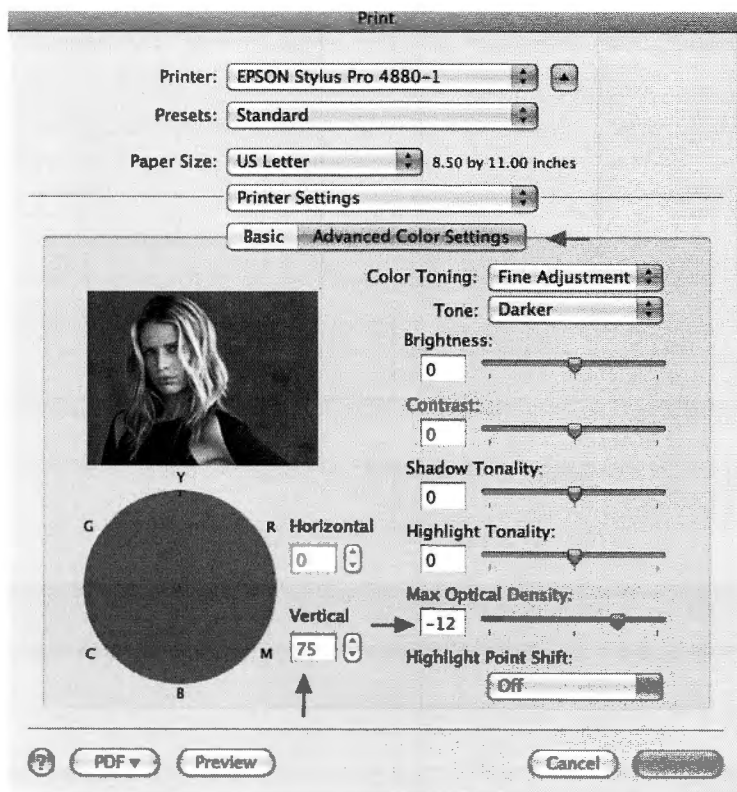 Print
Printer: EPSON Stylus Pro 4880-1
Presets: Standard
Paper Size: US Letter 8.50 by 11.00 inches
Printer Settings
Basic Advanced Color Settings
Color Toning: Fine Adjustment
Tone: Darker
Brightness:
0
Contrast:
0
Shadow Tonality:
0
Highlight Tonality:
0
Max Optical Density:
-12
Highlight Point Shift:
Off
Y
G R
C M
B
Horizontal
0
Vertical
75
? PDF Preview Cancel